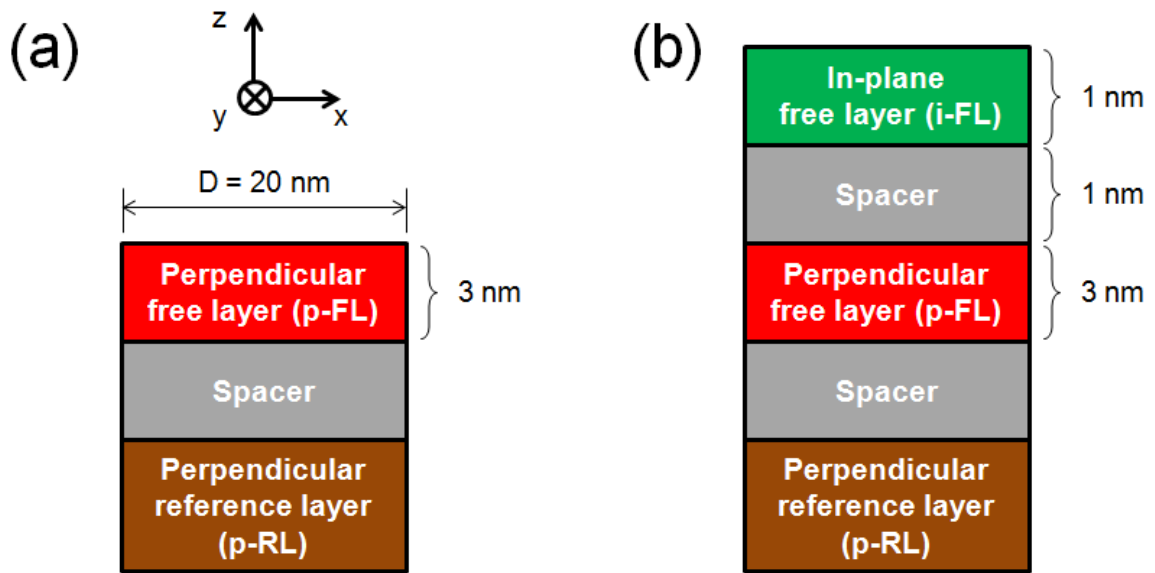 (a)
z
y
x
D = 20 nm
Perpendicular
free layer (p-FL)
3 nm
Spacer
Perpendicular
reference layer
(p-RL)
(b)
In-plane
free layer (i-FL)
1 nm
Spacer
1 nm
Perpendicular
free layer (p-FL)
3 nm
Spacer
Perpendicular
reference layer
(p-RL)